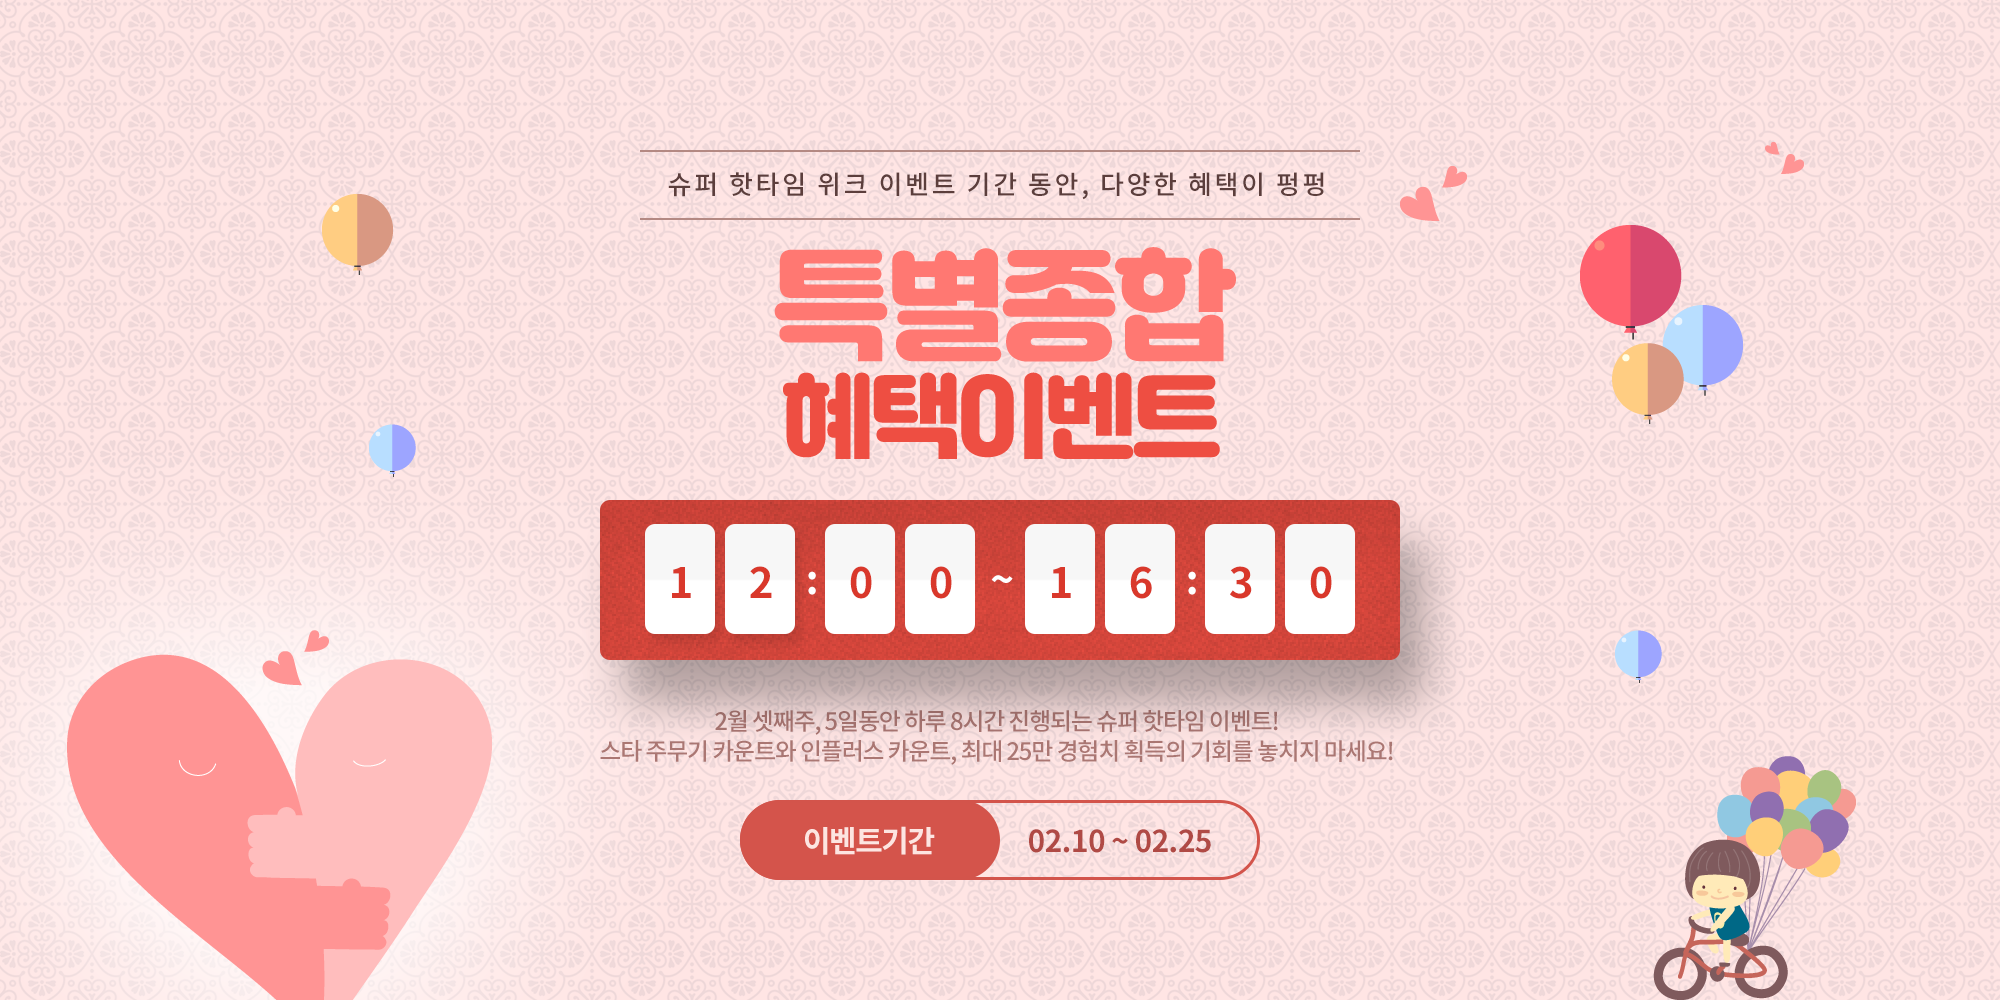 슈퍼 핫타임 위크 이벤트 기간 동안, 다양한 혜택이 펑펑
특별종합
혜택이벤트
12:00 ~ 16:30
2월 셋째주, 5일동안 하루 8시간 진행되는 슈퍼 핫타임 이벤트!
스타 주무기 카운트와 인플러스 카운트, 최대 25만 경험치 획득의 기회를 놓치지 마세요!
이벤트기간 02.10 ~ 02.25